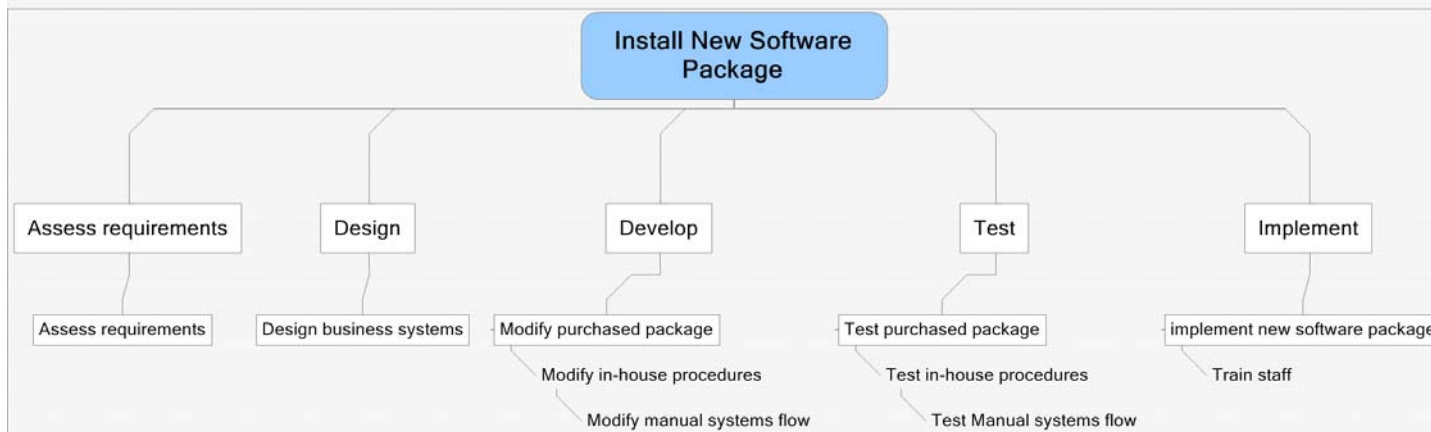 Install New Software
Package
Assess requirements
Design
Develop
Test
Implement
Assess requirements
Design business systems
Modify purchased package
Test purchased package
implement new software package
Modify in-house procedures
Test in-house procedures
Train staff
Modify manual systems flow
Test Manual systems flow